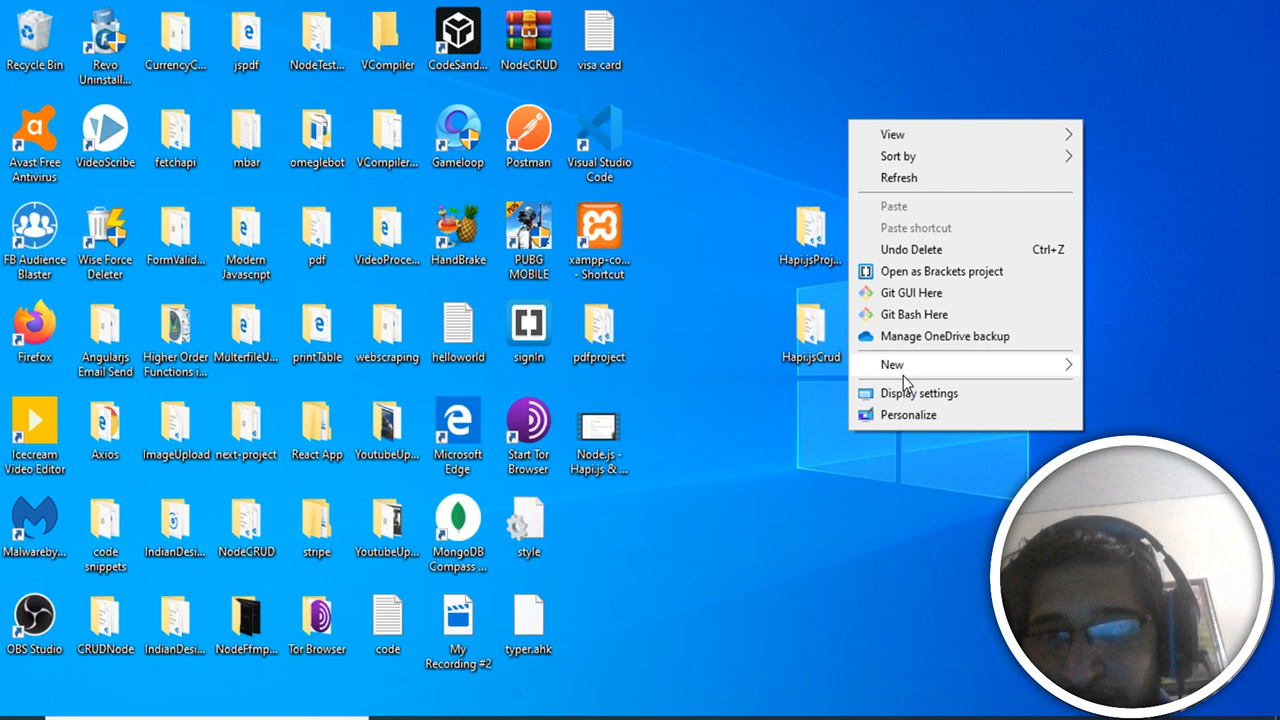 Recycle Bin
Revo
Uninstall...
CurrencyC...
jspdf
NodeTest...
VCompiler
CodeSand...
NodeCRUD
visa card
Avast Free
Antivirus
VideoScribe
fetchapi
mbar
omeglebot
VCompiler...
Gameloop
Postman
Visual Studio
Code
FB Audience
Blaster
Wise Force
Deleter
FormValid...
Modern
Javascript
pdf
VideoProce...
HandBrake
PUBG
MOBILE
xampp-co...
- Shortcut
Firefox
Angularjs
Email Send
Higher Order
Functions i...
MulterfileU...
printTable
webscraping
helloworld
signIn
pdfproject
Icecream
Video Editor
Axios
ImageUpload
next-project
React App
YoutubeUp...
Microsoft
Edge
Start Tor
Browser
Node.js -
Hapi.js & ...
Malwareby...
code
snippets
IndianDesi...
NodeCRUD
stripe
YoutubeUp...
MongoDB
Compass ...
style
OBS Studio
CRUDNode
IndianDesi...
NodeFfmp...
Tor Browser
code
My
Recording #2
typer.ahk
Hapi.jsProj...
Hapi.jsCrud
View
Sort by
Refresh
Paste
Paste shortcut
Undo Delete Ctrl+Z
Open as Brackets project
Git GUI Here
Git Bash Here
Manage OneDrive backup
New
Display settings
Personalize